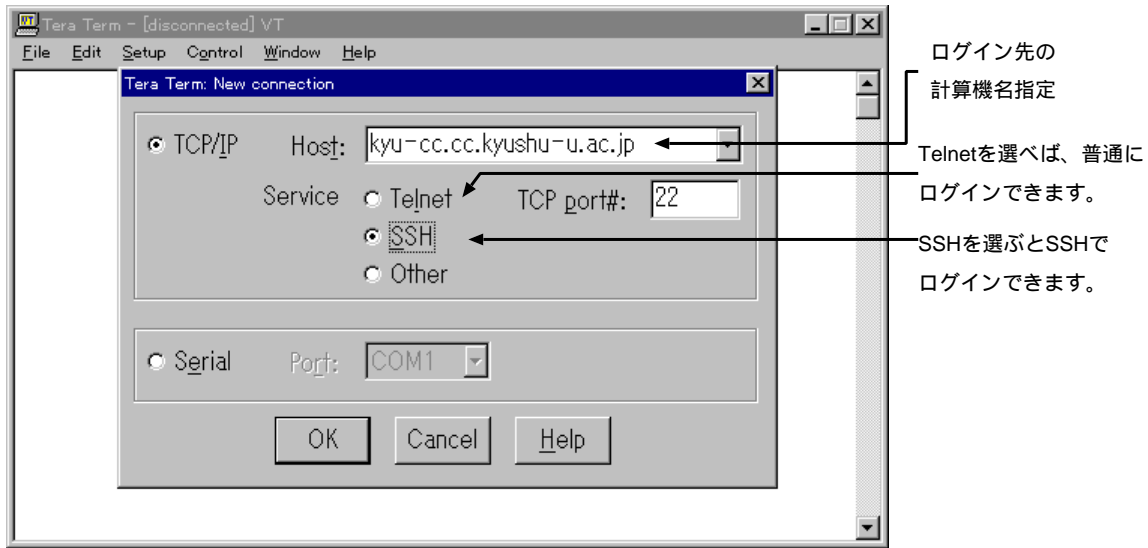 Tera Term - [disconnected] VT
File Edit Setup Control Window Help
Tera Term: New connection
TCP/IP Host: kyu-cc.cc.kyushu-u.ac.jp
Service Telnet TCP port#: 22
SSH
Other
Serial Port: COM1
OK Cancel Help
ログイン先の
計算機名指定
Telnetを選べば、普通に
ログインできます。
SSHを選ぶとSSHで
ログインできます。